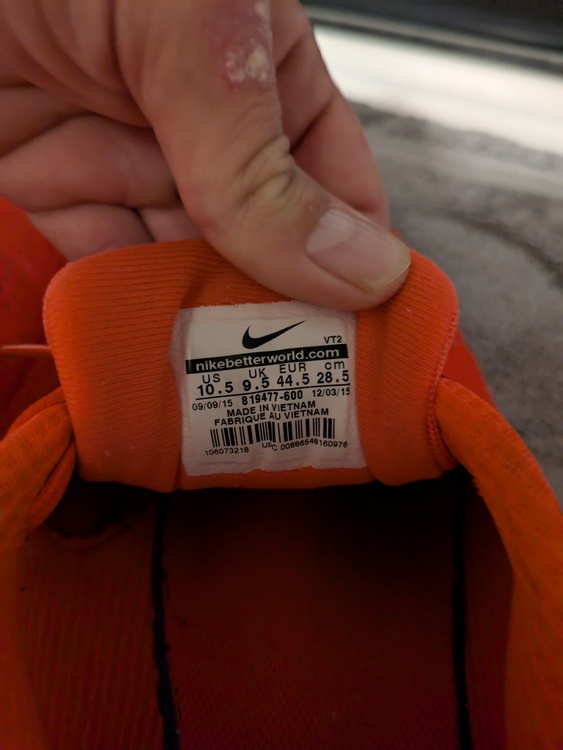 VT2
nikebetterworld.com
US UK EUR cm
10.5 9.5 44.5 28.5
09/09/15 819477-600 12/03/15
MADE IN VIETNAM
FABRIQUE AU VIETNAM
106073218 UPC 00886548160976